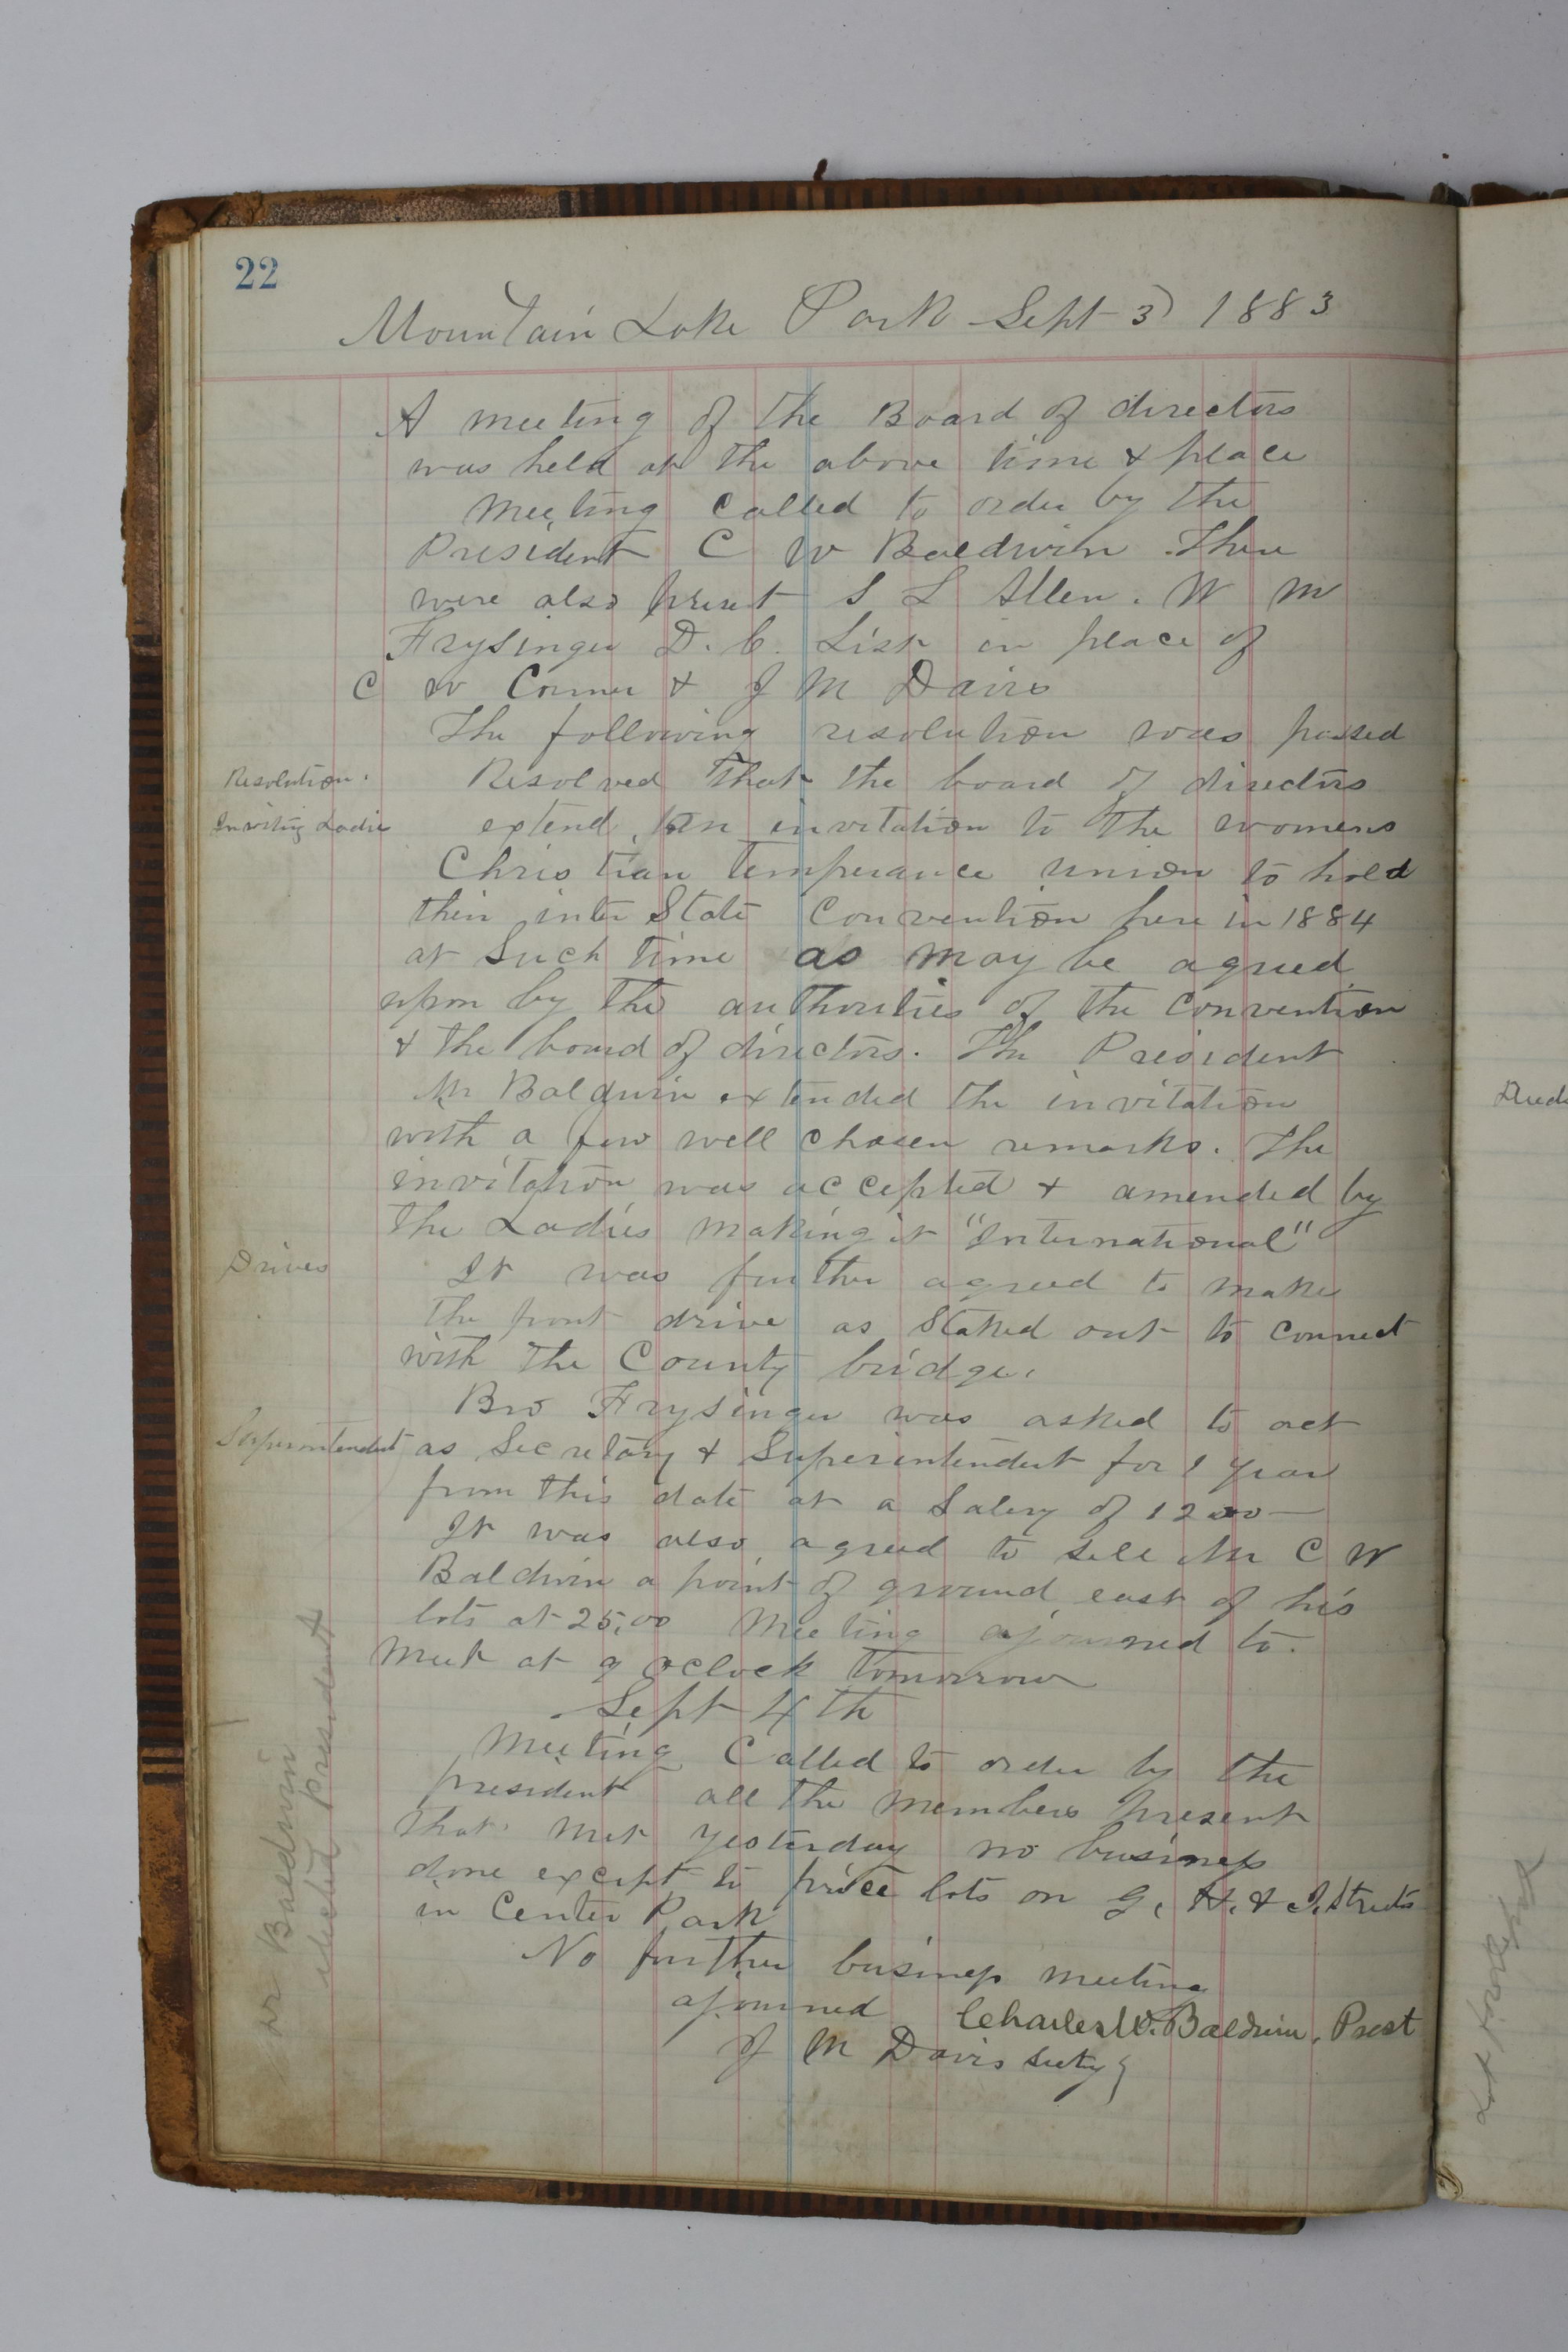 22
Mountain Lake Park Sept 3) 1883
A meeting of the Board of directors
was held at the above time & place
Meeting Called to order by the
President C W Baldwin. There
were also present S L Allen. W M
Frysinger D. C. List in place of
C W Conner & J M Davis
The following resolution was passed
Resolution.
Resolved that the board of directors
Inviting Ladies
extend an invitation to the womens
Christian temperance union to hold
their inter State Convention here in 1884
at Such time as may be agreed
upon by the authorities of the Convention
& the board of directors. The President
Mr Baldwin extended the invitation
with a few well chosen remarks. The
invitation was accepted & amended by
the Ladies making it "International"
Drives
It was further agreed to make
the front drive as Staked out to Connect
with the County bridge.
Bro Frysinger was asked to act
Superintendent
as Secretary & Superintendent for 1 year
from this date at a Salery of 1200—
It was also agreed to sell Mr C W
Baldwin a point of ground east of his
lots at 25.00 Meeting ajourned to
meet at 9 oclock tomorrow
Sept 4th
Meeting Called to order by the
president all the members present
that met yesterday no business
done except to price lots on G. H. & I. Streets
in Center Park
No further business meeting
ajourned Charles W. Baldwin, Prest
J M Davis Secty
Baldwin
elected President